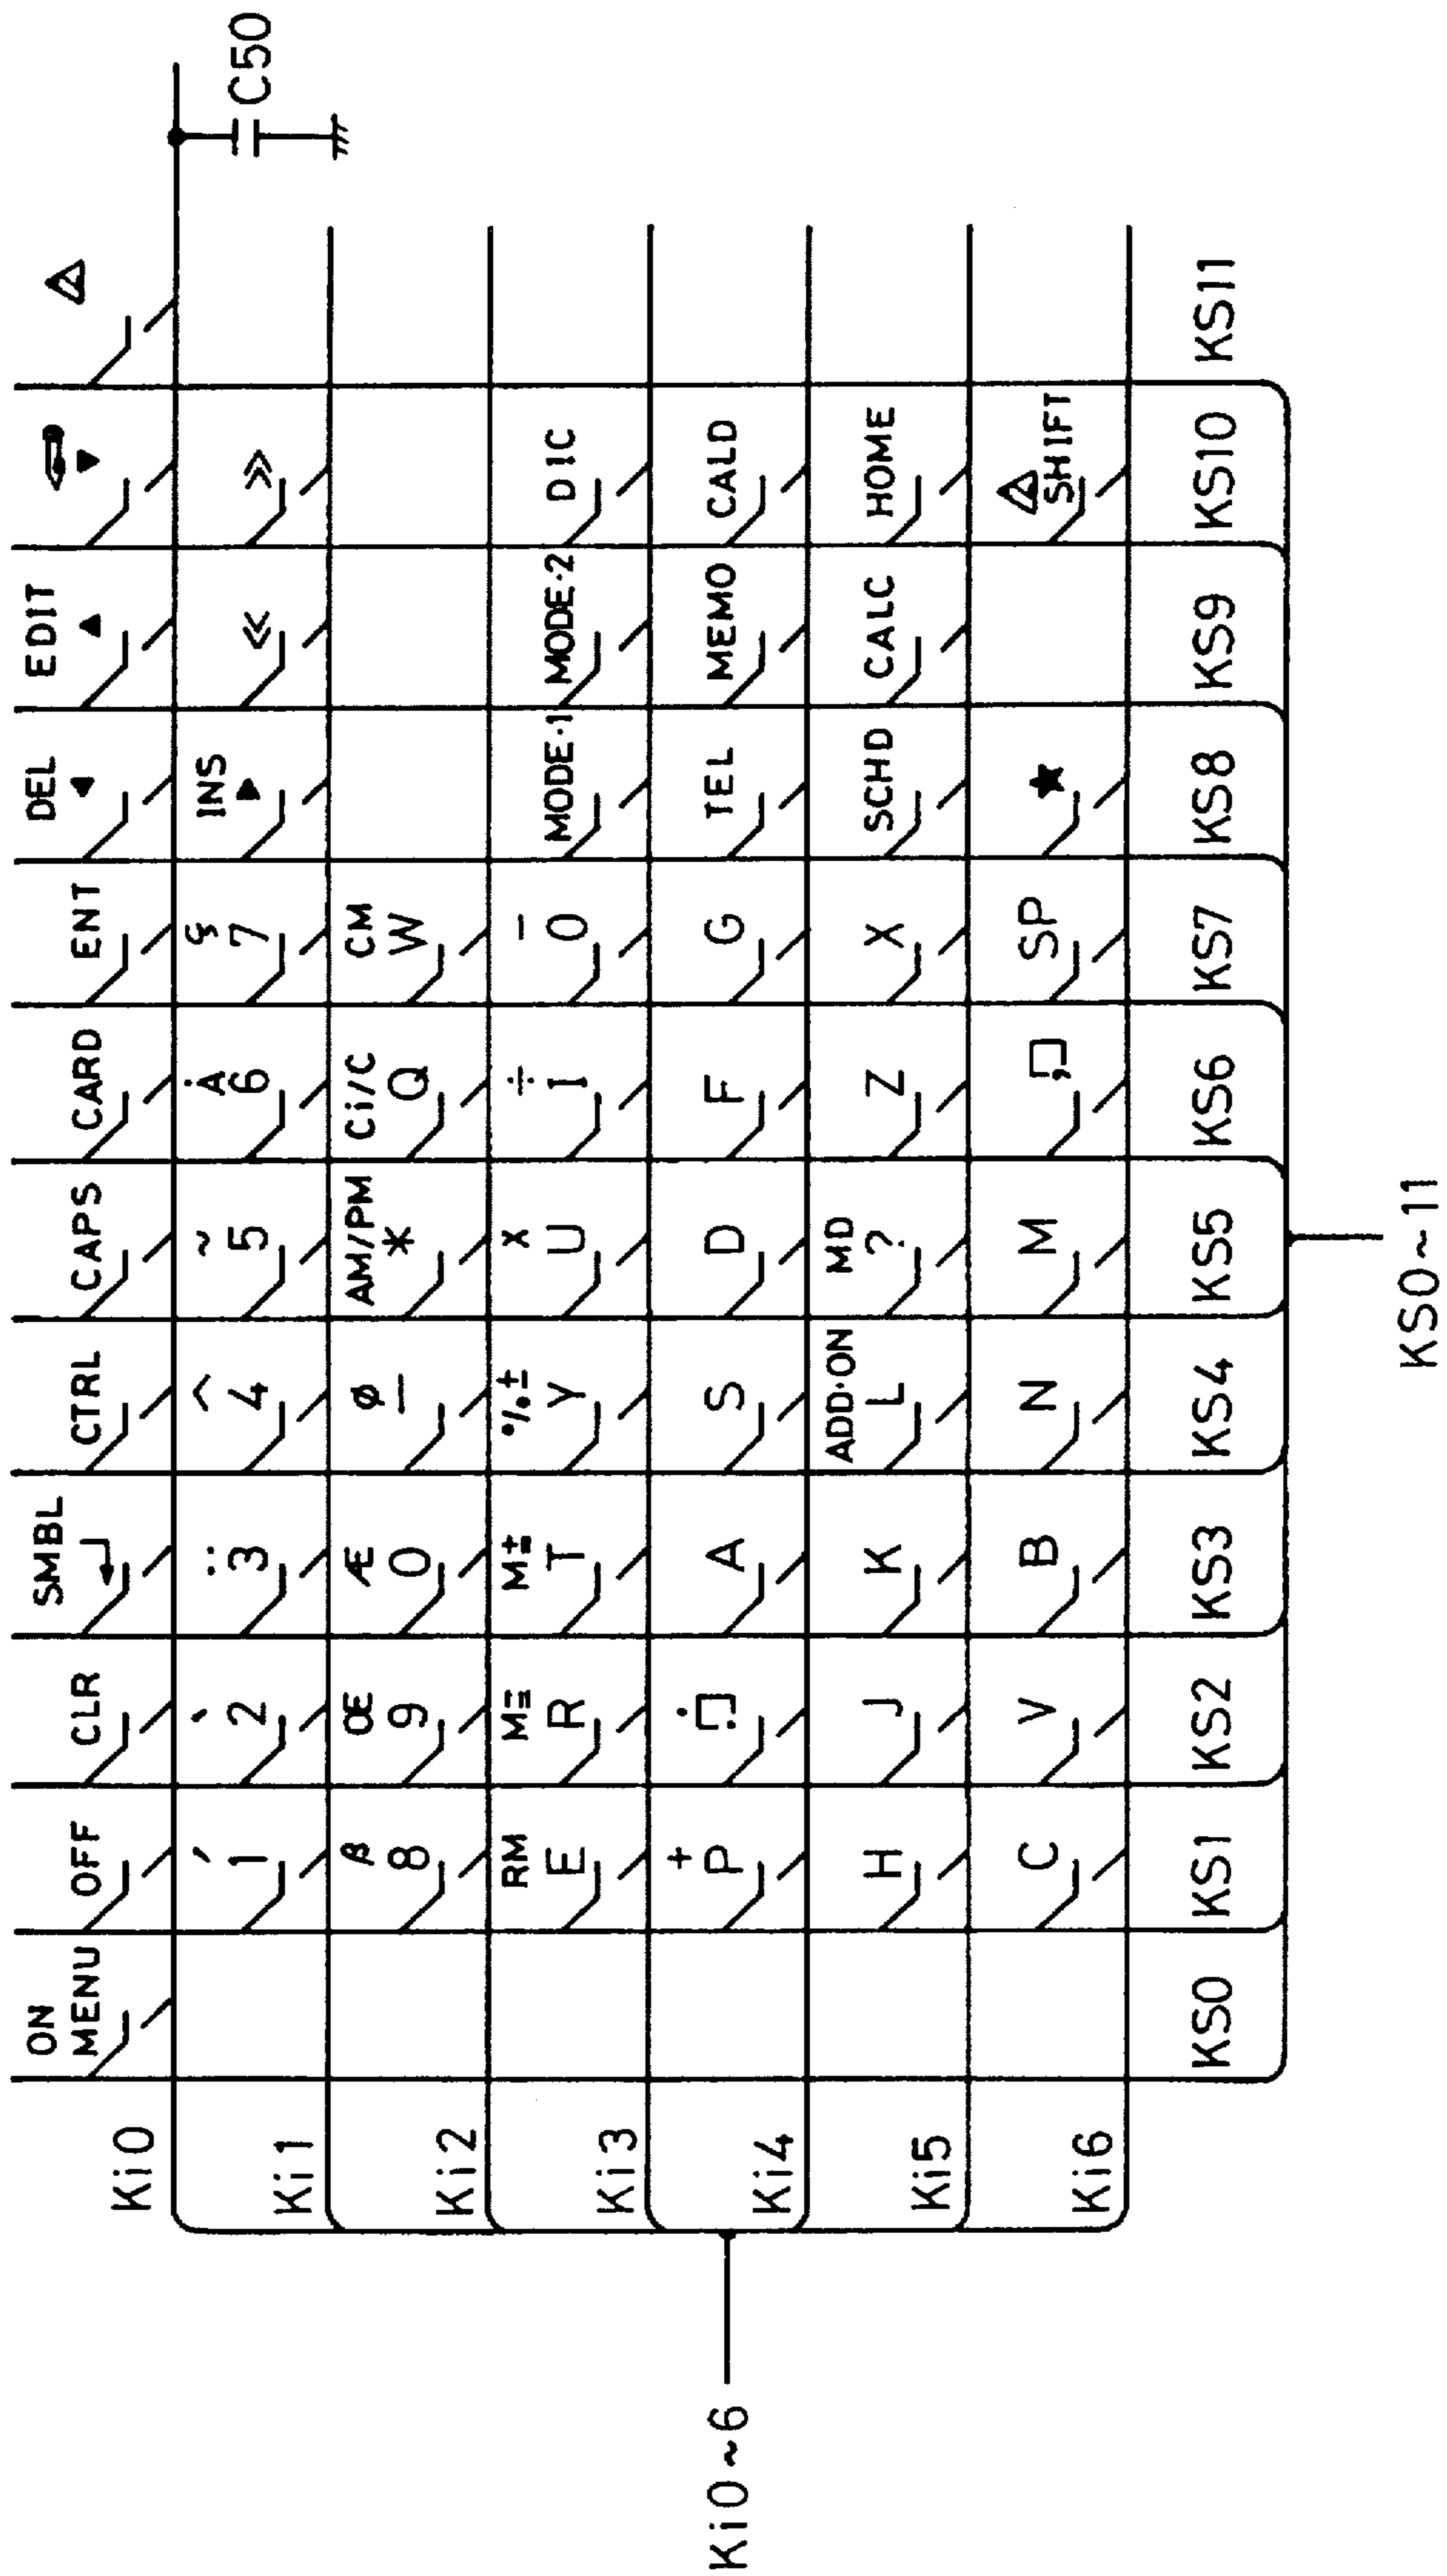 ON OFF CLR SMBL CTRL CAPS CARD ENT DEL EDIT
MENU
Ki0
C50
´ ` ¨ ^ ~ Å ç INS
1 2 3 4 5 6 7 « »
Ki1
β Œ Æ ø AM/PM Ci/C CM
8 9 0 — * Q W
Ki2
RM M± %.± x ÷ — MODE·1 MODE·2 DIC
E R T Y U I O
Ki3
+
P A S D F G TEL MEMO CALD
Ki4
ADD·ON MD
H J K L ? Z X SCHD CALC HOME
Ki5
C V B N M SP ★ SHIFT
Ki6
KS0 KS1 KS2 KS3 KS4 KS5 KS6 KS7 KS8 KS9 KS10 KS11
Ki0~6
KS0~11